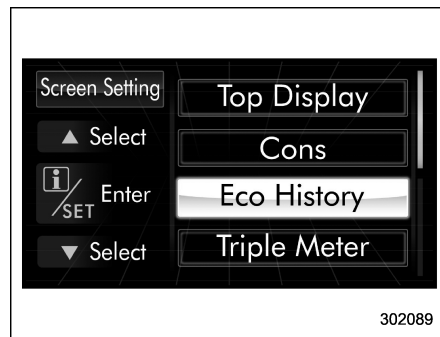 Screen Setting
▲ Select
i/SET Enter
▼ Select
Top Display
Cons
Eco History
Triple Meter
302089